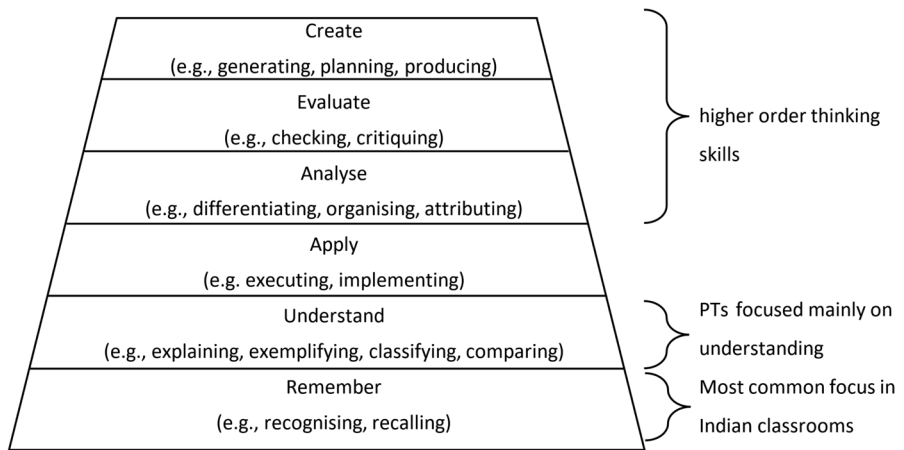 Create
(e.g., generating, planning, producing)
Evaluate
(e.g., checking, critiquing)
Analyse
(e.g., differentiating, organising, attributing)
Apply
(e.g. executing, implementing)
Understand
(e.g., explaining, exemplifying, classifying, comparing)
Remember
(e.g., recognising, recalling)
higher order thinking
skills
PTs focused mainly on
understanding
Most common focus in
Indian classrooms